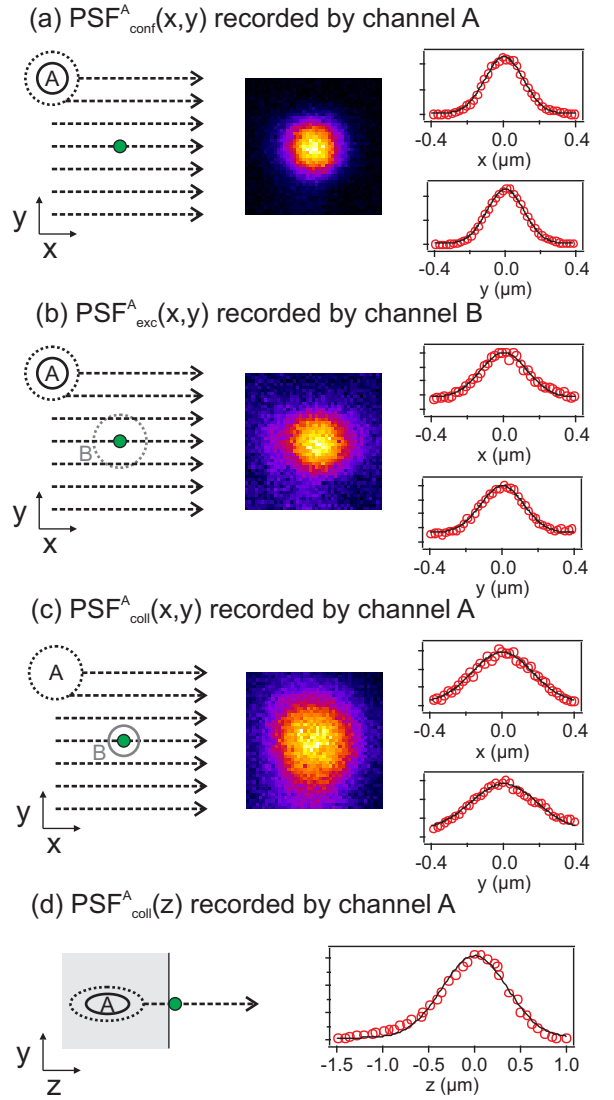 (a) PSF^A_conf(x,y) recorded by channel A
A
y
x
-0.4 0.0 0.4
x (µm)
-0.4 0.0 0.4
y (µm)
(b) PSF^A_exc(x,y) recorded by channel B
A
B
y
x
-0.4 0.0 0.4
x (µm)
-0.4 0.0 0.4
y (µm)
(c) PSF^A_coll(x,y) recorded by channel A
A
B
y
x
-0.4 0.0 0.4
x (µm)
-0.4 0.0 0.4
y (µm)
(d) PSF^A_coll(z) recorded by channel A
A
y
z
-1.5 -1.0 -0.5 0.0 0.5 1.0
z (µm)